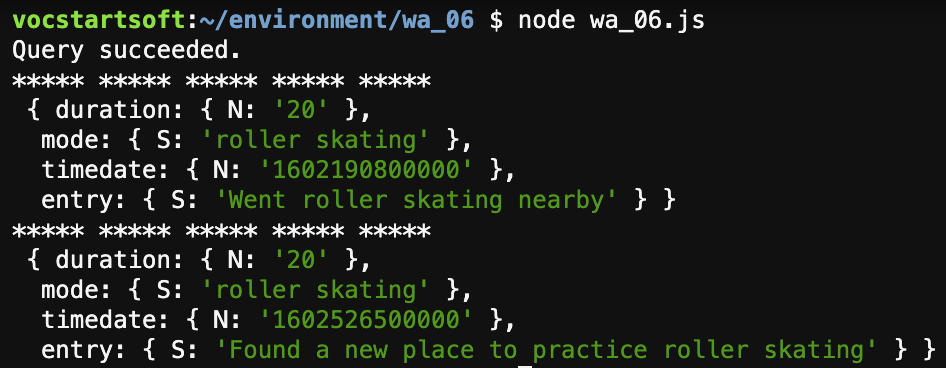 vocstartsoft:~/environment/wa_06 $ node wa_06.js
Query succeeded.
***** ***** ***** ***** *****
 { duration: { N: '20' },
  mode: { S: 'roller skating' },
  timedate: { N: '1602190800000' },
  entry: { S: 'Went roller skating nearby' } }
***** ***** ***** ***** *****
 { duration: { N: '20' },
  mode: { S: 'roller skating' },
  timedate: { N: '1602526500000' },
  entry: { S: 'Found a new place to practice roller skating' } }